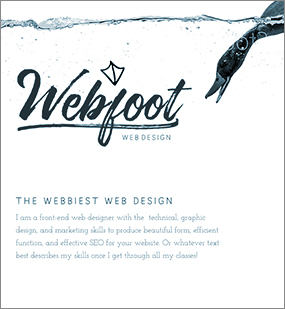 Webfoot
WEB DESIGN
THE WEBBIEST WEB DESIGN
I am a front-end web designer with the technical, graphic
design, and marketing skills to produce beautiful form, efficient
function, and effective SEO for your website. Or whatever text
best describes my skills once I get through all my classes!